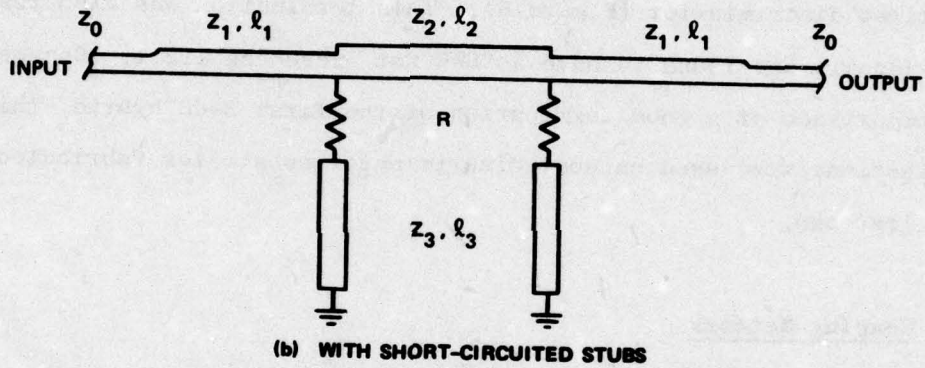 Z₀ Z₁, ℓ₁ Z₂, ℓ₂ Z₁, ℓ₁ Z₀
INPUT OUTPUT
R
Z₃, ℓ₃
(b) WITH SHORT-CIRCUITED STUBS